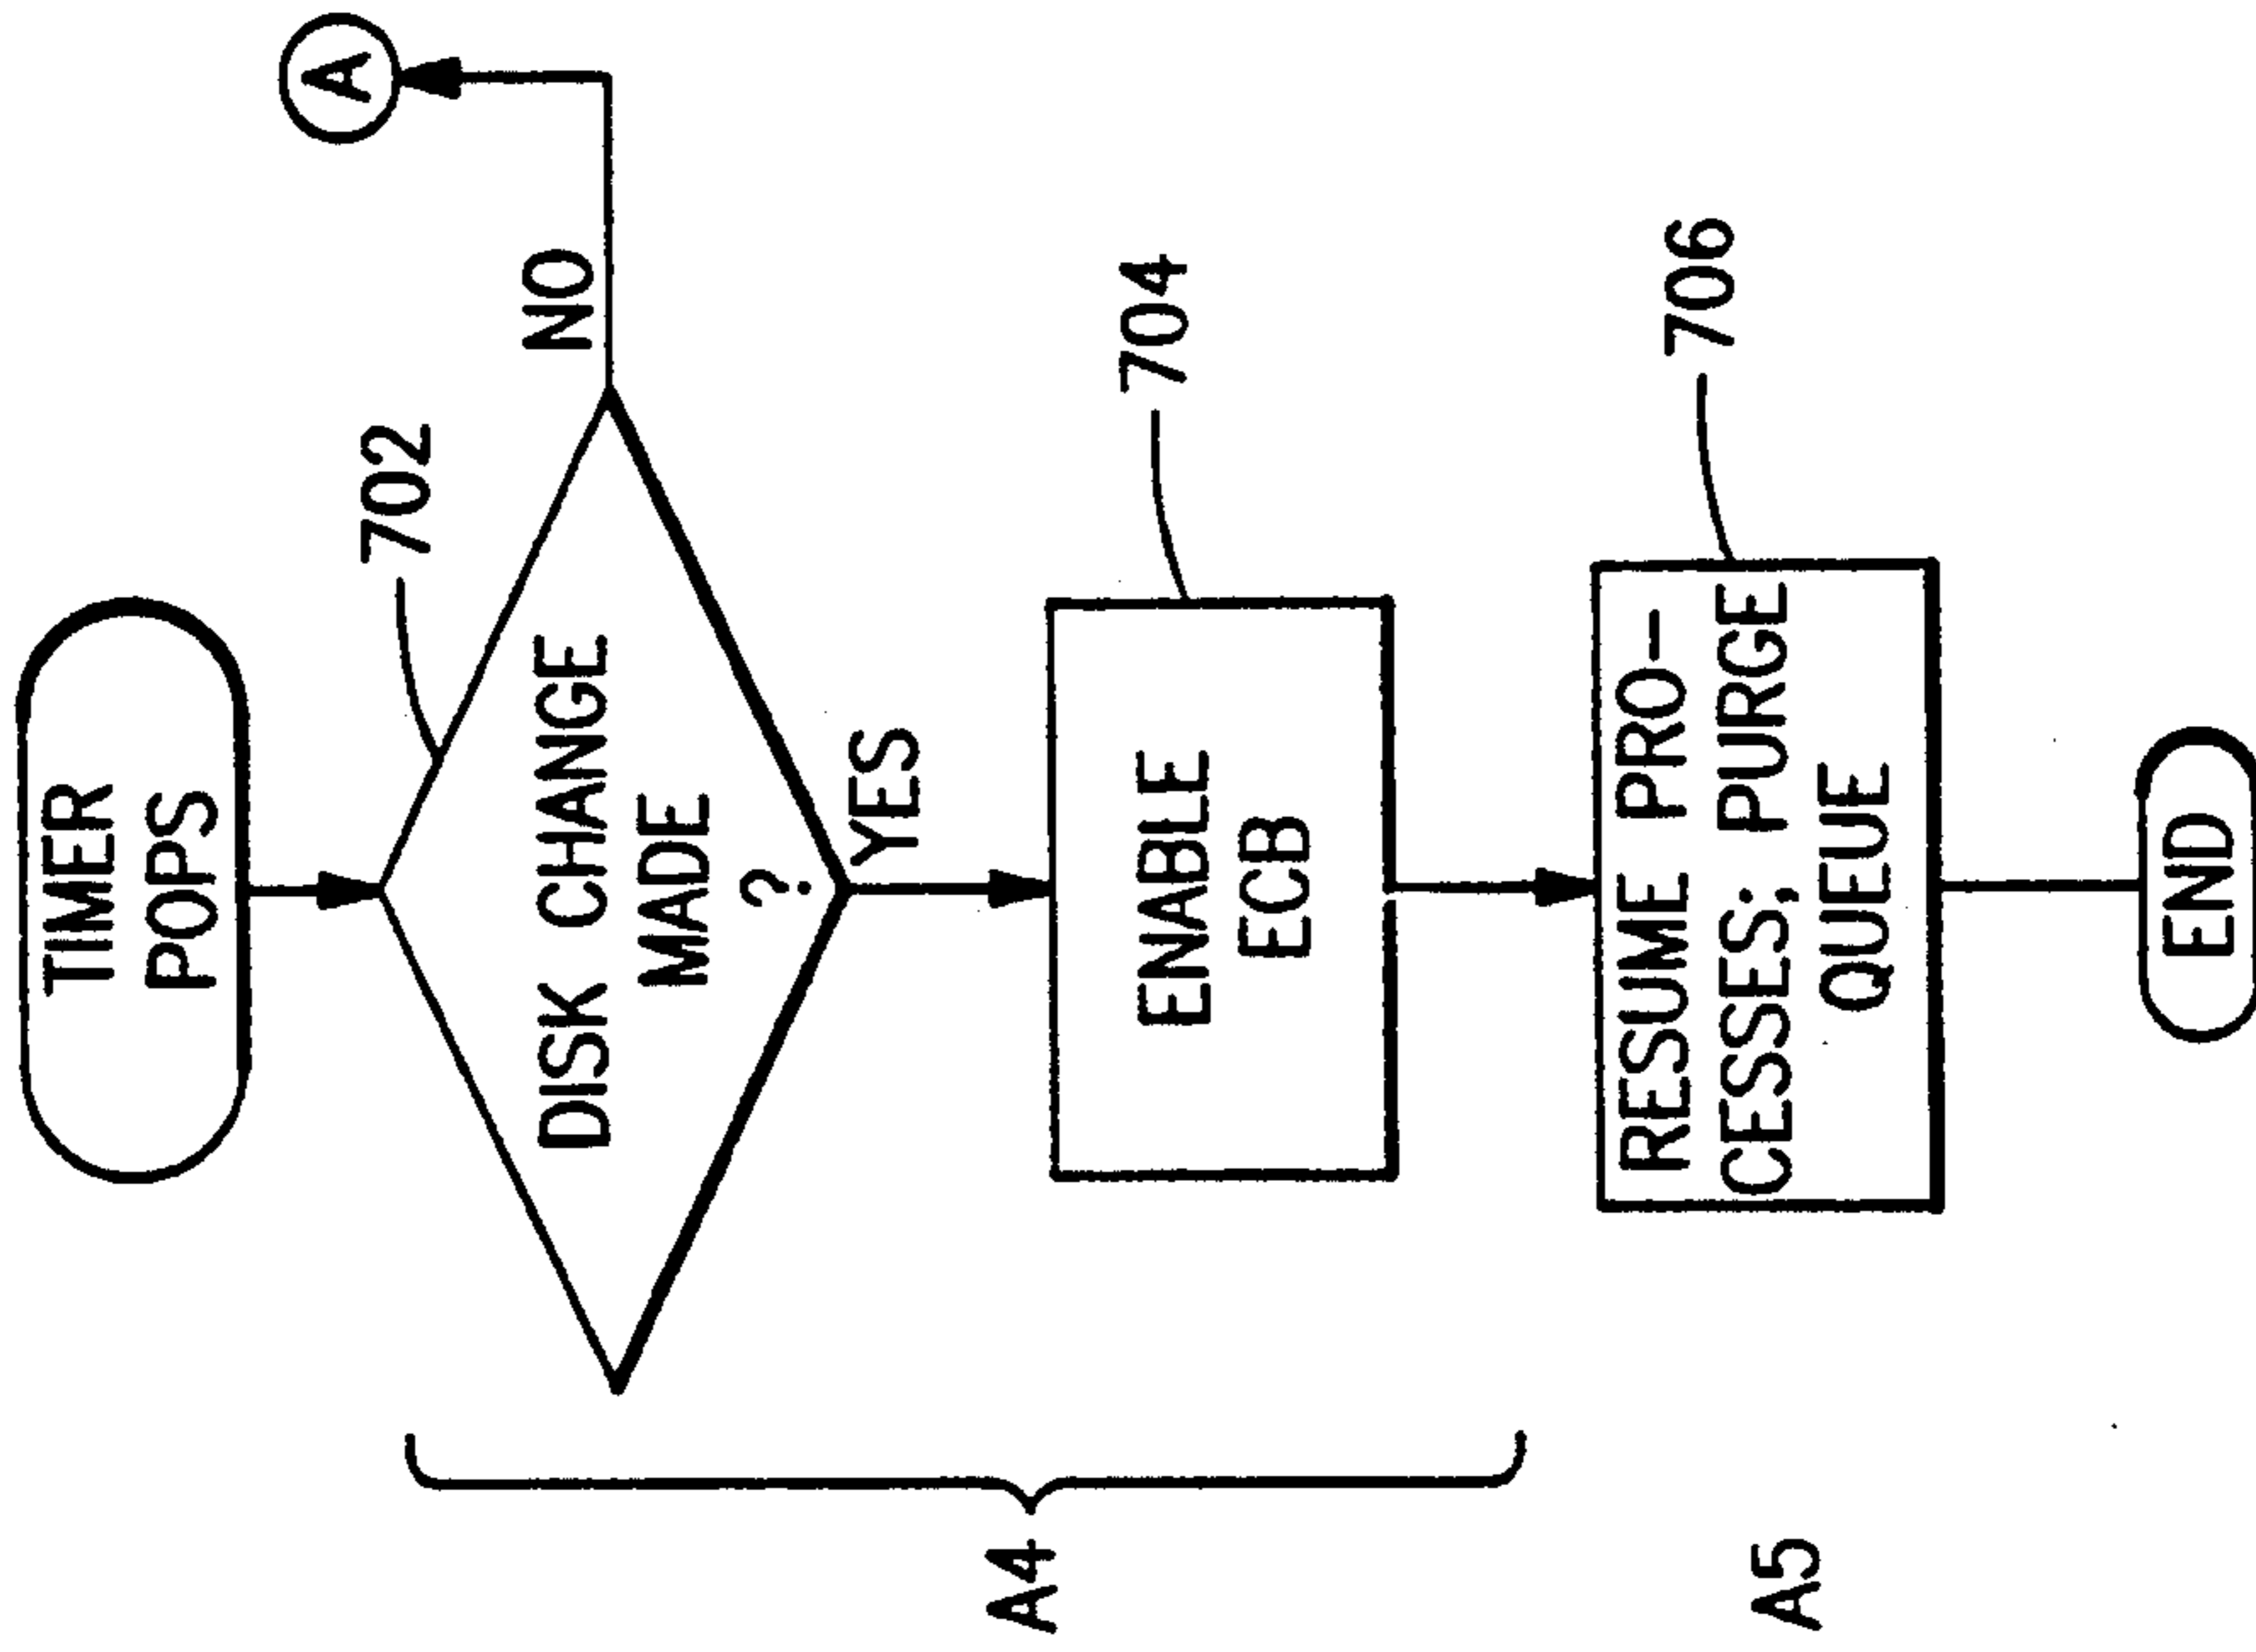 TIMER
POPS
A
702
DISK CHANGE
MADE
?
NO
YES
A4
ENABLE
ECB
704
A5
RESUME PRO—
CESSES; PURGE
QUEUE
706
END